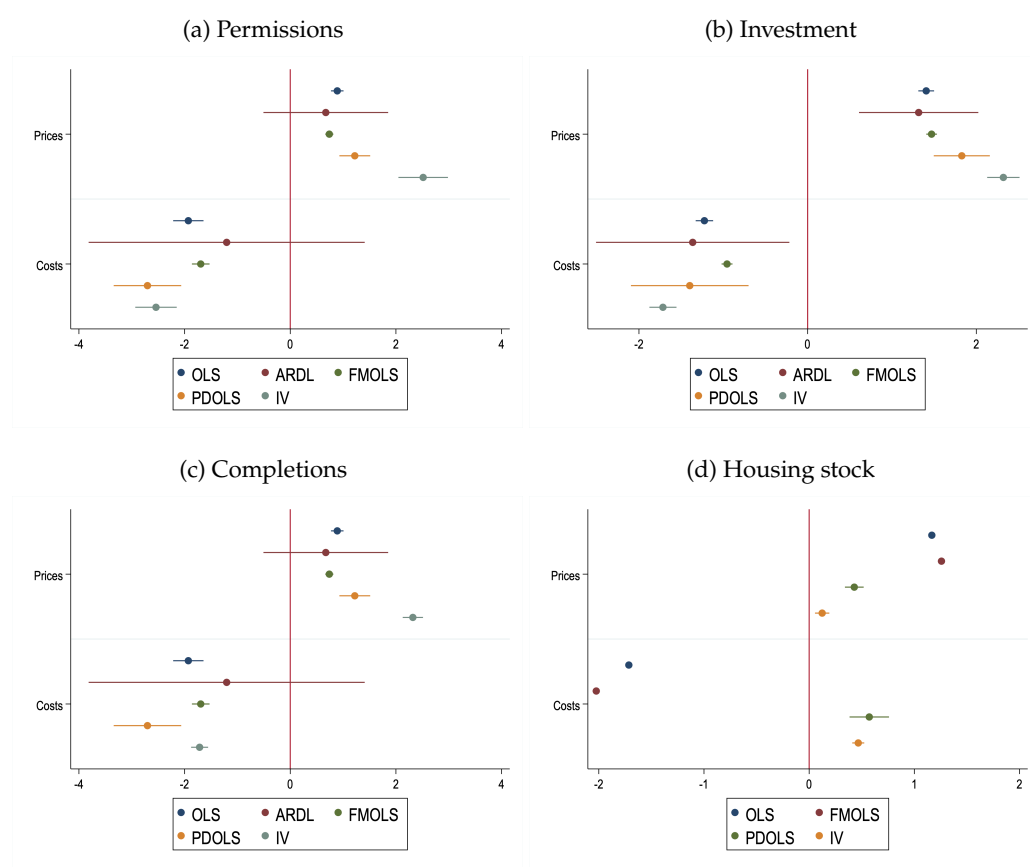 (a) Permissions
Prices
Costs
-4 -2 0 2 4
OLS ARDL FMOLS
PDOLS IV
(b) Investment
Prices
Costs
-2 0 2
OLS ARDL FMOLS
PDOLS IV
(c) Completions
Prices
Costs
-4 -2 0 2 4
OLS ARDL FMOLS
PDOLS IV
(d) Housing stock
Prices
Costs
-2 -1 0 1 2
OLS FMOLS
PDOLS IV